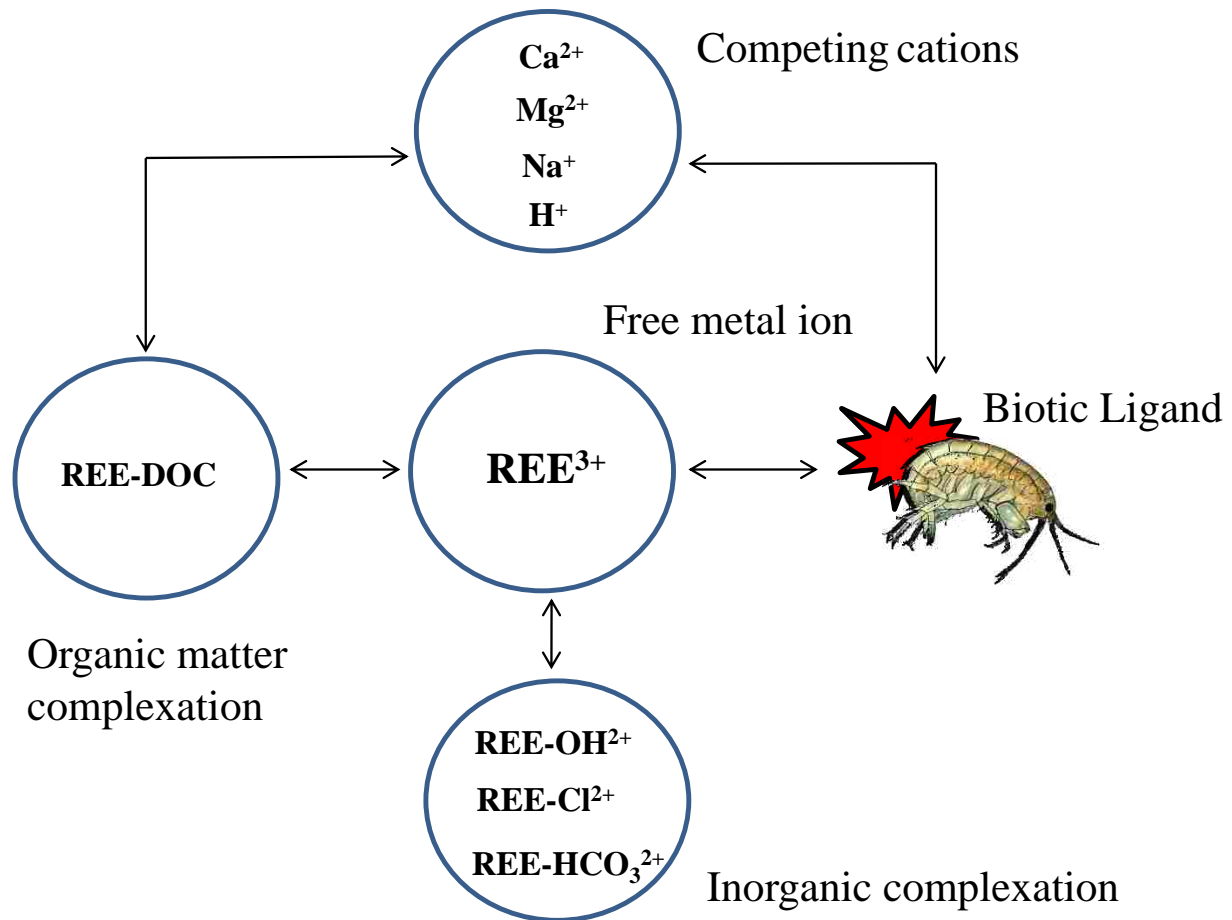 Ca²⁺
Mg²⁺
Na⁺
H⁺
Competing cations
Free metal ion
Biotic Ligand
REE-DOC
REE³⁺
Organic matter
complexation
REE-OH²⁺
REE-Cl²⁺
REE-HCO₃²⁺
Inorganic complexation